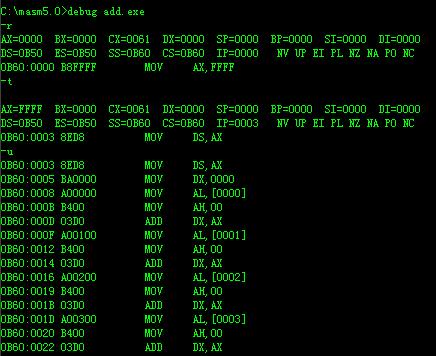 C:\masm5.0>debug add.exe
-r
AX=0000 BX=0000 CX=0061 DX=0000 SP=0000 BP=0000 SI=0000 DI=0000
DS=0B50 ES=0B50 SS=0B60 CS=0B60 IP=0000 NV UP EI PL NZ NA PO NC
0B60:0000 B8FFFF MOV AX,FFFF
-t
AX=FFFF BX=0000 CX=0061 DX=0000 SP=0000 BP=0000 SI=0000 DI=0000
DS=0B50 ES=0B50 SS=0B60 CS=0B60 IP=0003 NV UP EI PL NZ NA PO NC
0B60:0003 8ED8 MOV DS,AX
-u
0B60:0003 8ED8 MOV DS,AX
0B60:0005 BA0000 MOV DX,0000
0B60:0008 A00000 MOV AL,[0000]
0B60:000B B400 MOV AH,00
0B60:000D 03D0 ADD DX,AX
0B60:000F A00100 MOV AL,[0001]
0B60:0012 B400 MOV AH,00
0B60:0014 03D0 ADD DX,AX
0B60:0016 A00200 MOV AL,[0002]
0B60:0019 B400 MOV AH,00
0B60:001B 03D0 ADD DX,AX
0B60:001D A00300 MOV AL,[0003]
0B60:0020 B400 MOV AH,00
0B60:0022 03D0 ADD DX,AX